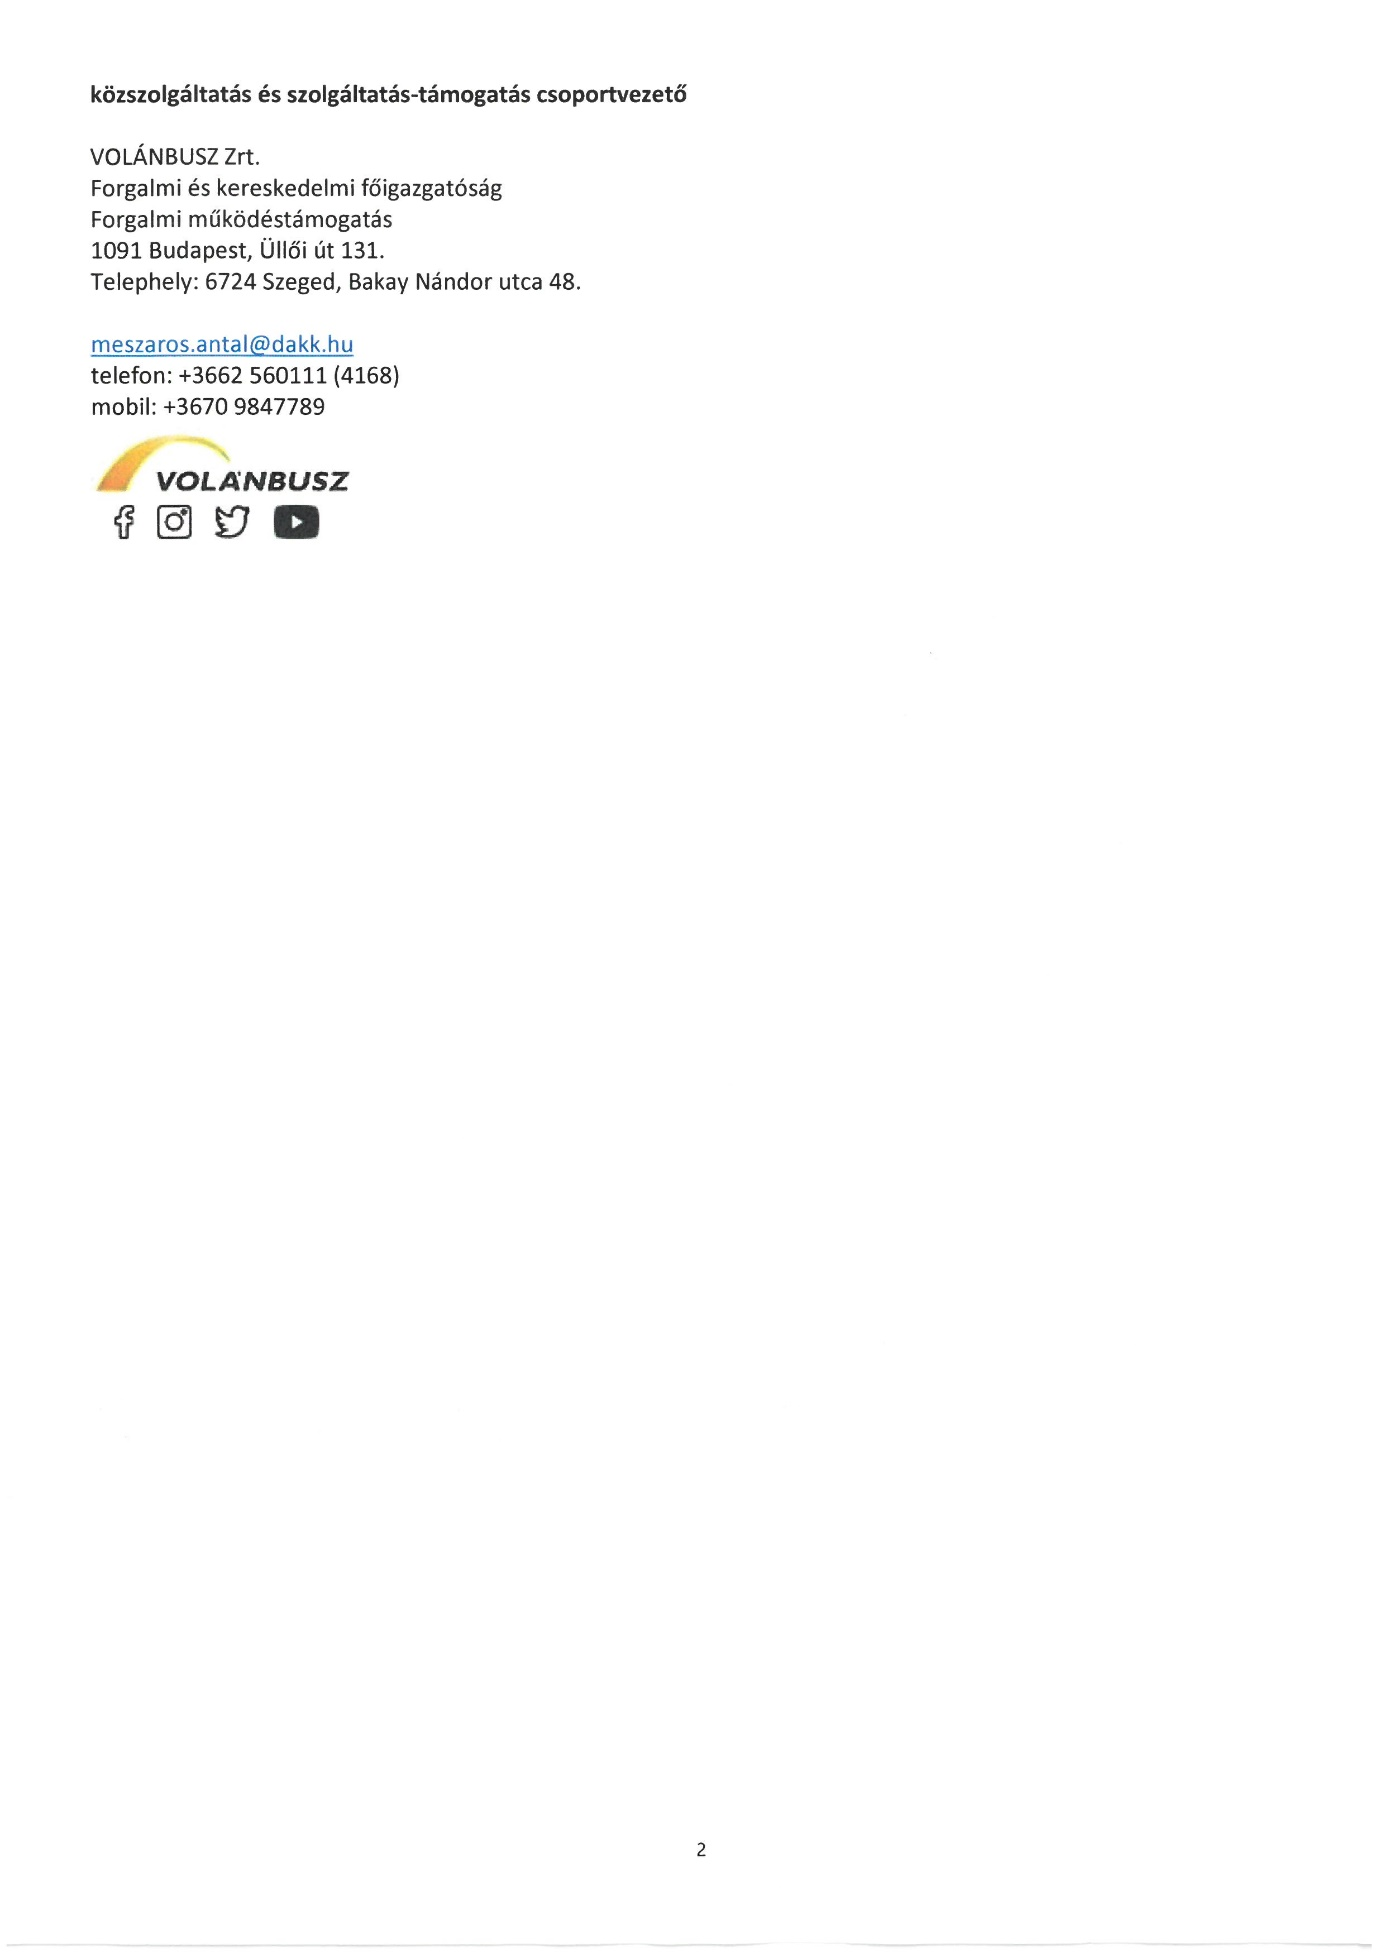 közszolgáltatás és szolgáltatás-támogatás csoportvezető
VOLÁNBUSZ Zrt.
Forgalmi és kereskedelmi főigazgatóság
Forgalmi működéstámogatás
1091 Budapest, Üllői út 131.
Telephely: 6724 Szeged, Bakay Nándor utca 48.
meszaros.antal@dakk.hu
telefon: +3662 560111 (4168)
mobil: +3670 9847789
VOLÁNBUSZ
2